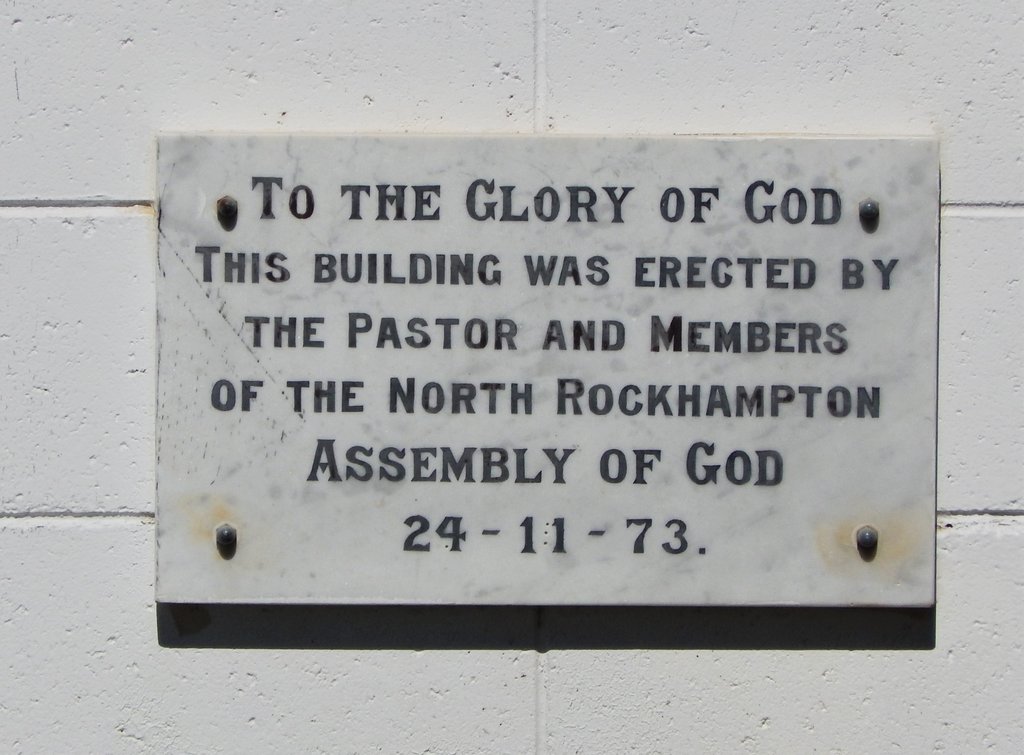 To the Glory of God
This building was erected by
the Pastor and Members
of the North Rockhampton
Assembly of God
24-11-73.